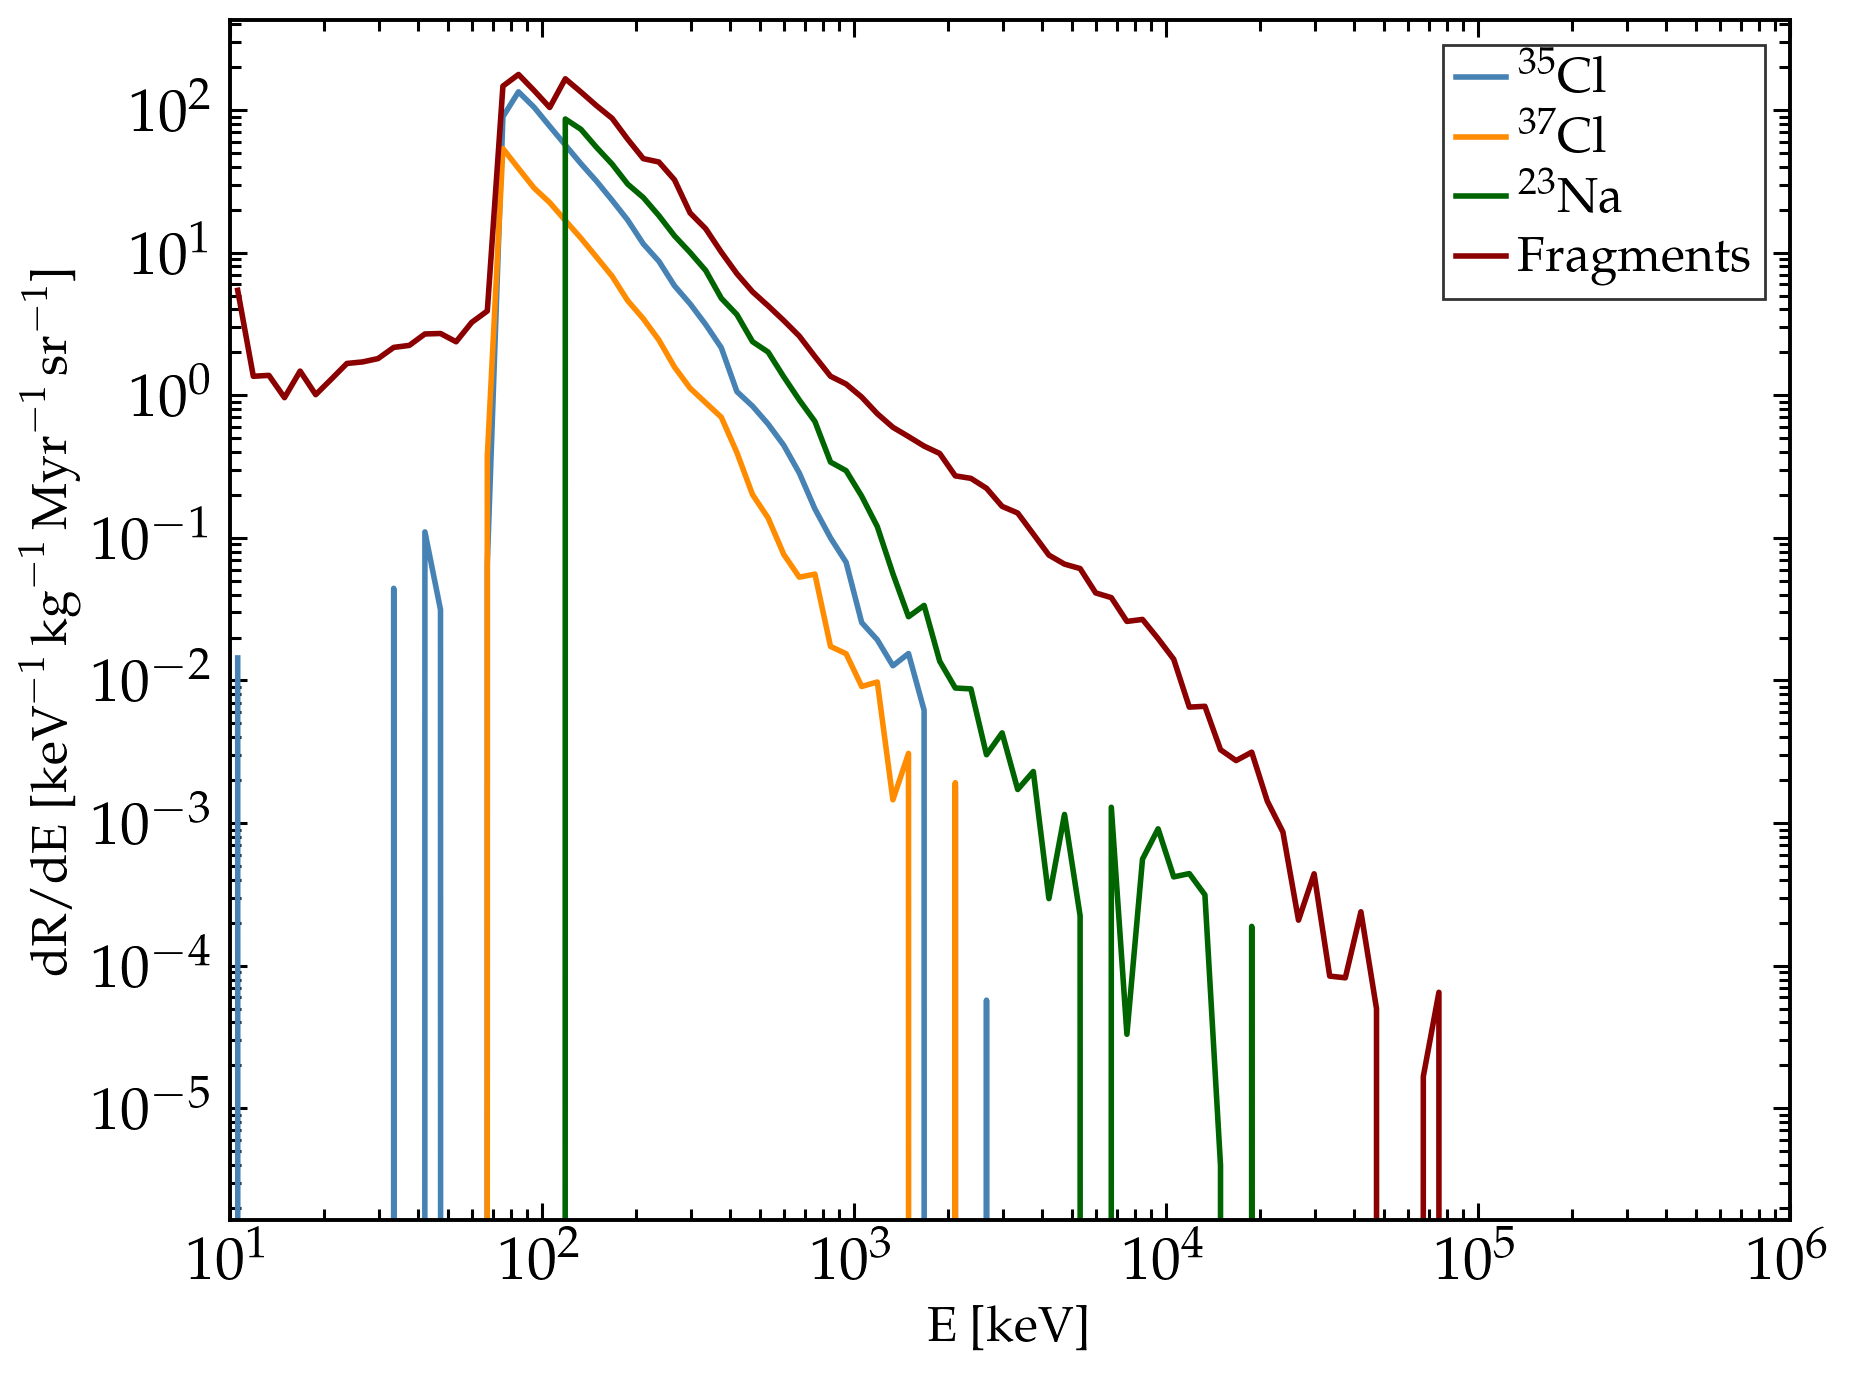 ³⁵Cl
³⁷Cl
²³Na
Fragments
dR/dE [keV⁻¹ kg⁻¹ Myr⁻¹ sr⁻¹]
10²
10¹
10⁰
10⁻¹
10⁻²
10⁻³
10⁻⁴
10⁻⁵
10¹ 10² 10³ 10⁴ 10⁵ 10⁶
E [keV]